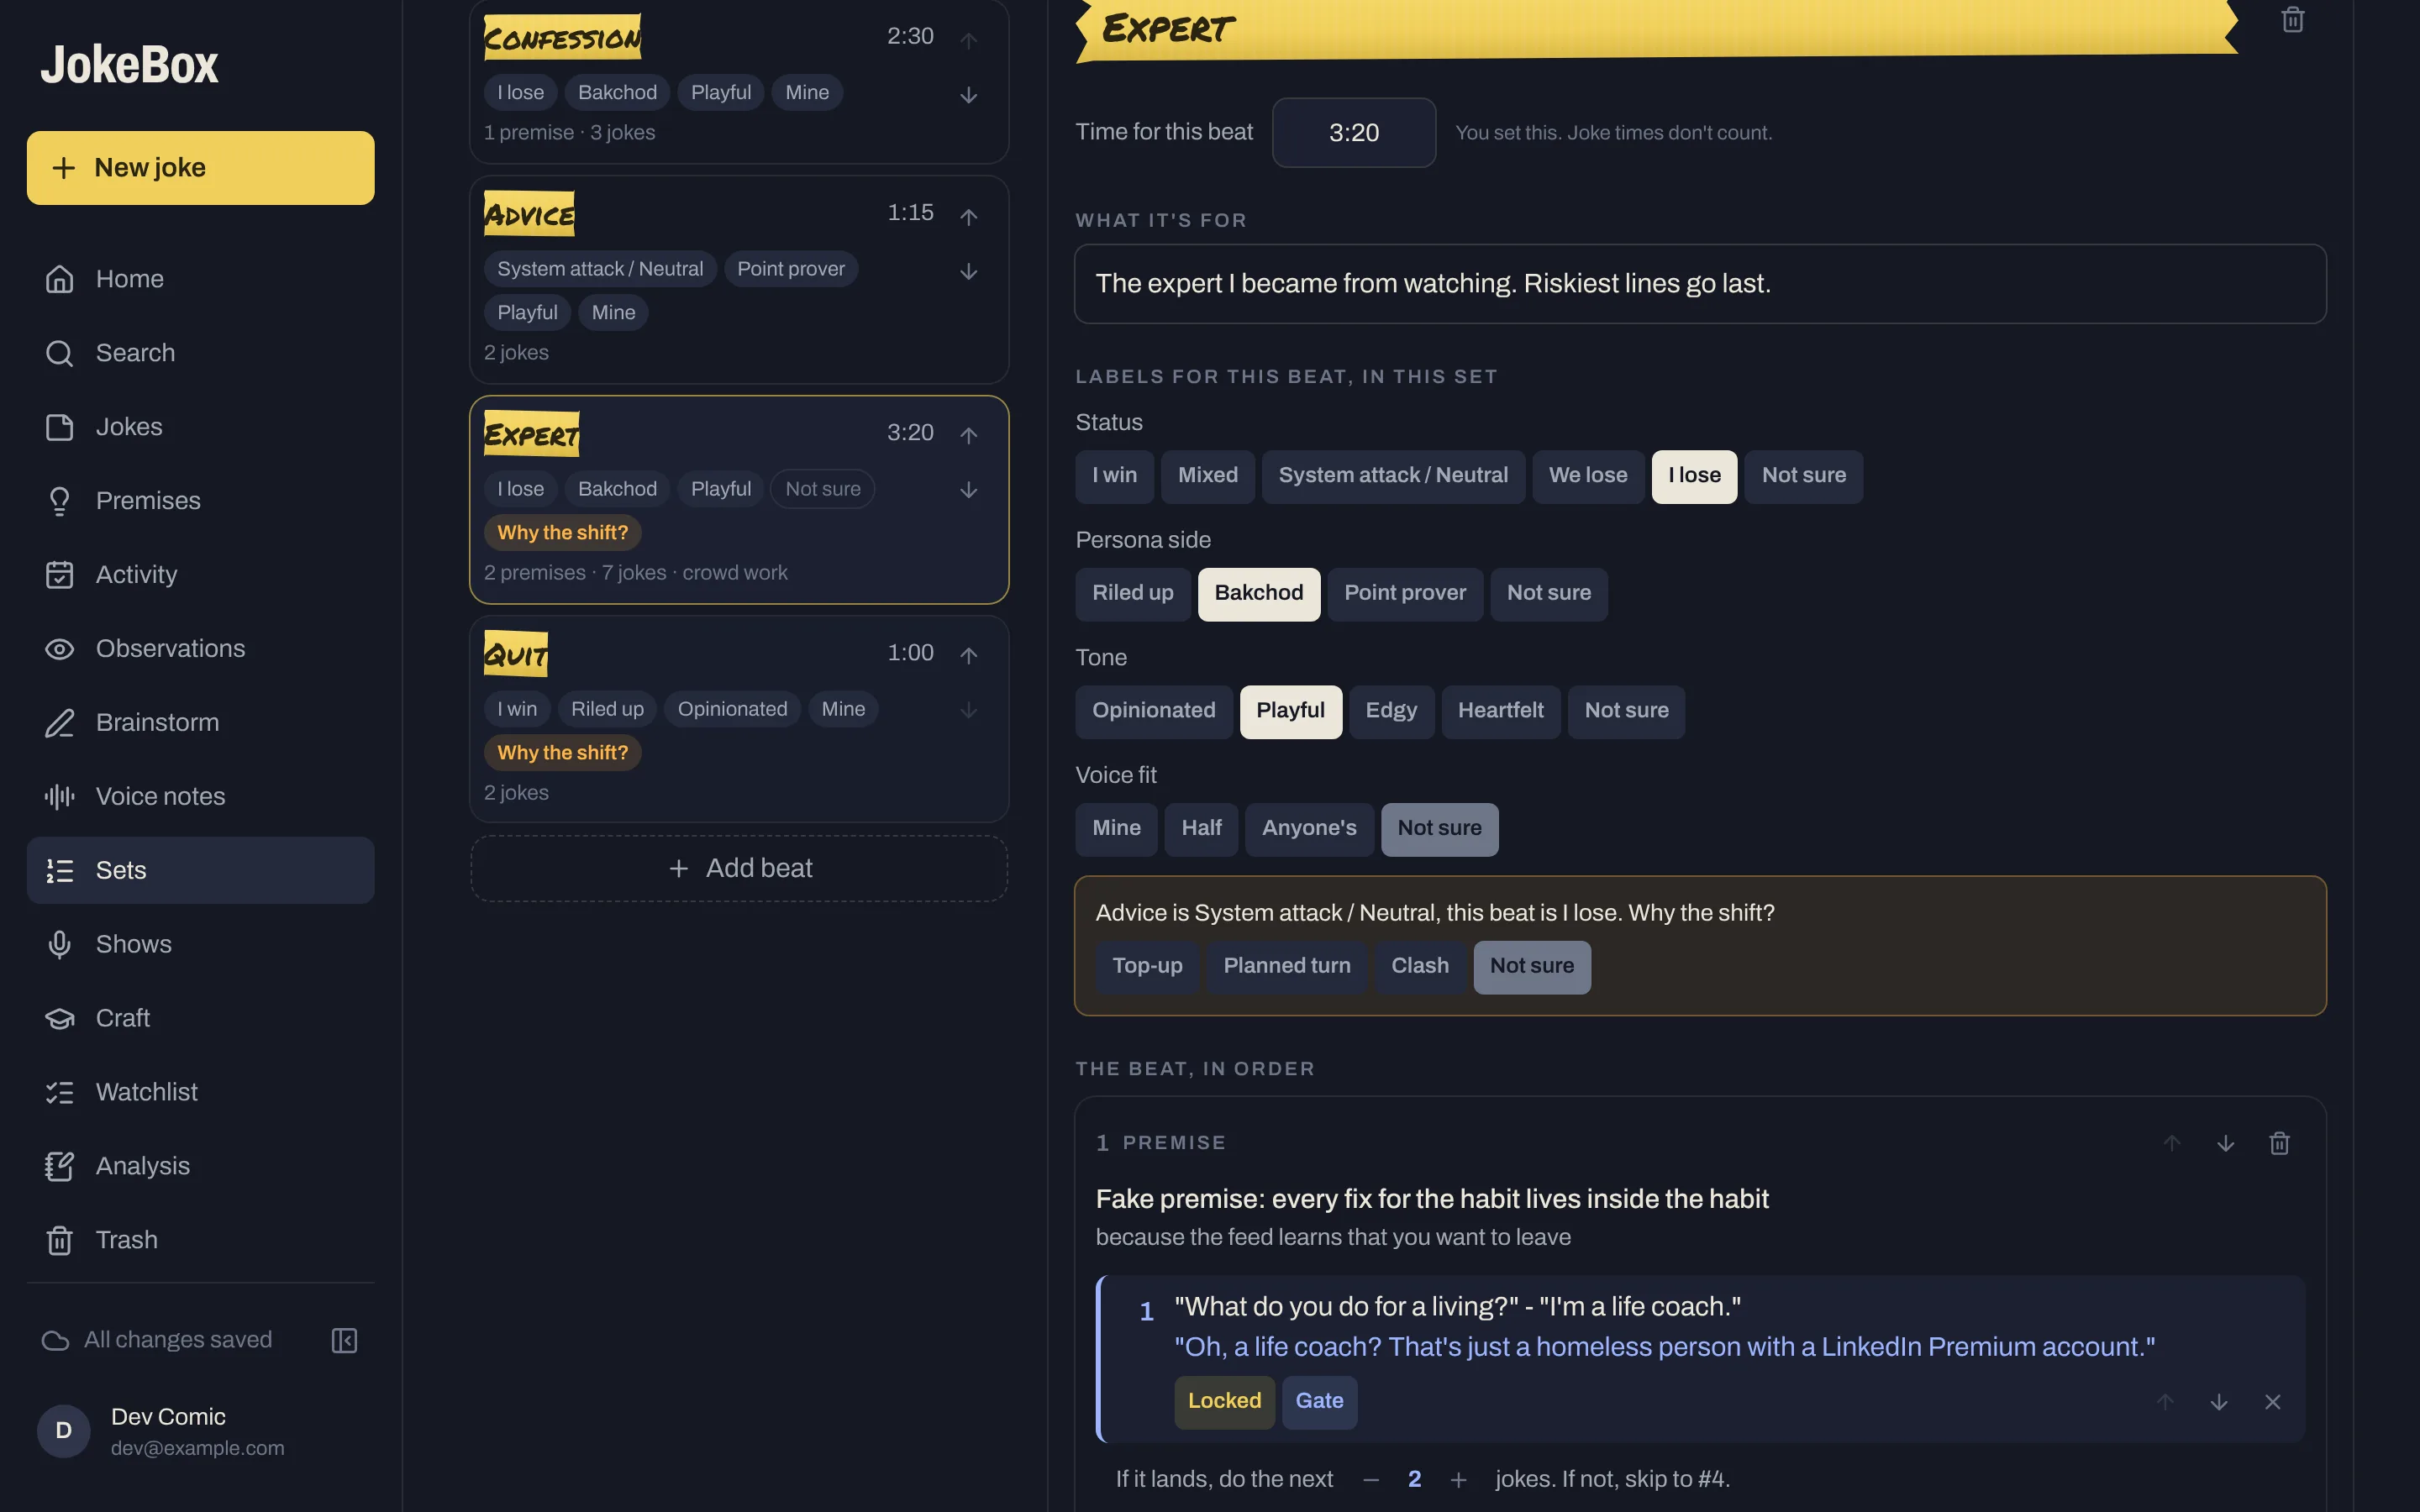 JokeBox
New joke
Home
Search
Jokes
Premises
Activity
Observations
Brainstorm
Voice notes
Sets
Shows
Craft
Watchlist
Analysis
Trash
All changes saved
D
Dev Comic
dev@example.com
Confession 2:30
I lose Bakchod Playful Mine
1 premise · 3 jokes
Advice 1:15
System attack / Neutral Point prover
Playful Mine
2 jokes
Expert 3:20
I lose Bakchod Playful Not sure
Why the shift?
2 premises · 7 jokes · crowd work
Quit 1:00
I win Riled up Opinionated Mine
Why the shift?
2 jokes
+ Add beat
Expert
Time for this beat 3:20 You set this. Joke times don't count.
WHAT IT'S FOR
The expert I became from watching. Riskiest lines go last.
LABELS FOR THIS BEAT, IN THIS SET
Status
I win Mixed System attack / Neutral We lose I lose Not sure
Persona side
Riled up Bakchod Point prover Not sure
Tone
Opinionated Playful Edgy Heartfelt Not sure
Voice fit
Mine Half Anyone's Not sure
Advice is System attack / Neutral, this beat is I lose. Why the shift?
Top-up Planned turn Clash Not sure
THE BEAT, IN ORDER
1 PREMISE
Fake premise: every fix for the habit lives inside the habit
because the feed learns that you want to leave
1 "What do you do for a living?" - "I'm a life coach."
"Oh, a life coach? That's just a homeless person with a LinkedIn Premium account."
Locked Gate
If it lands, do the next − 2 + jokes. If not, skip to #4.